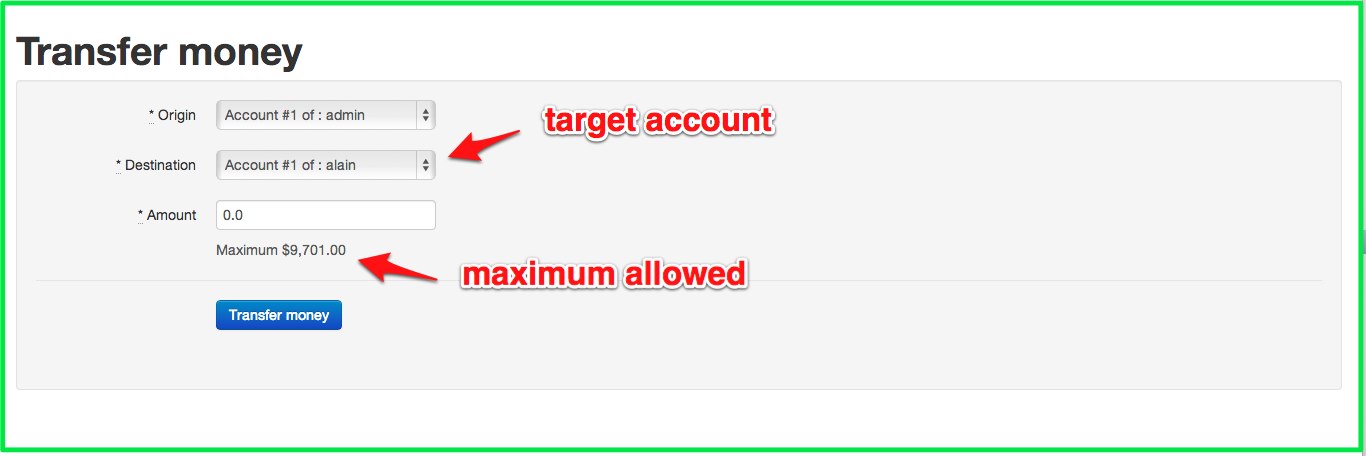 Transfer money
* Origin Account #1 of : admin
target account
* Destination Account #1 of : alain
* Amount 0.0
Maximum $9,701.00
maximum allowed
Transfer money